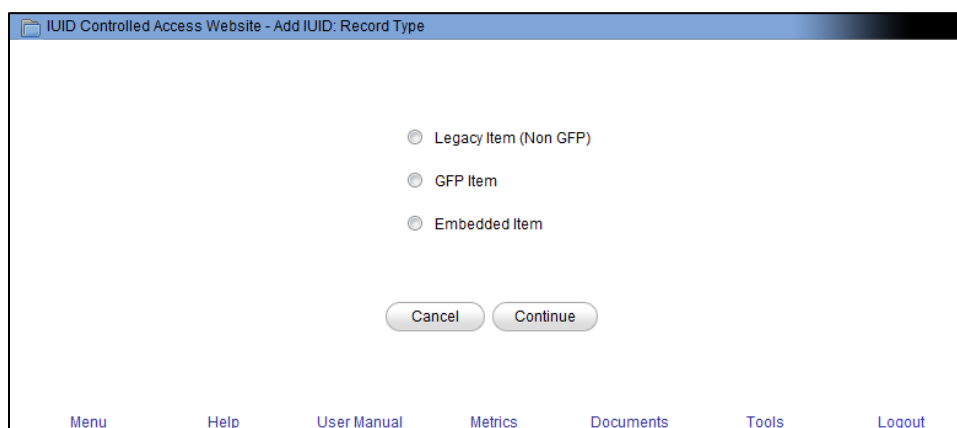 IUID Controlled Access Website - Add IUID: Record Type
Legacy Item (Non GFP)
GFP Item
Embedded Item
Cancel Continue
Menu Help User Manual Metrics Documents Tools Logout